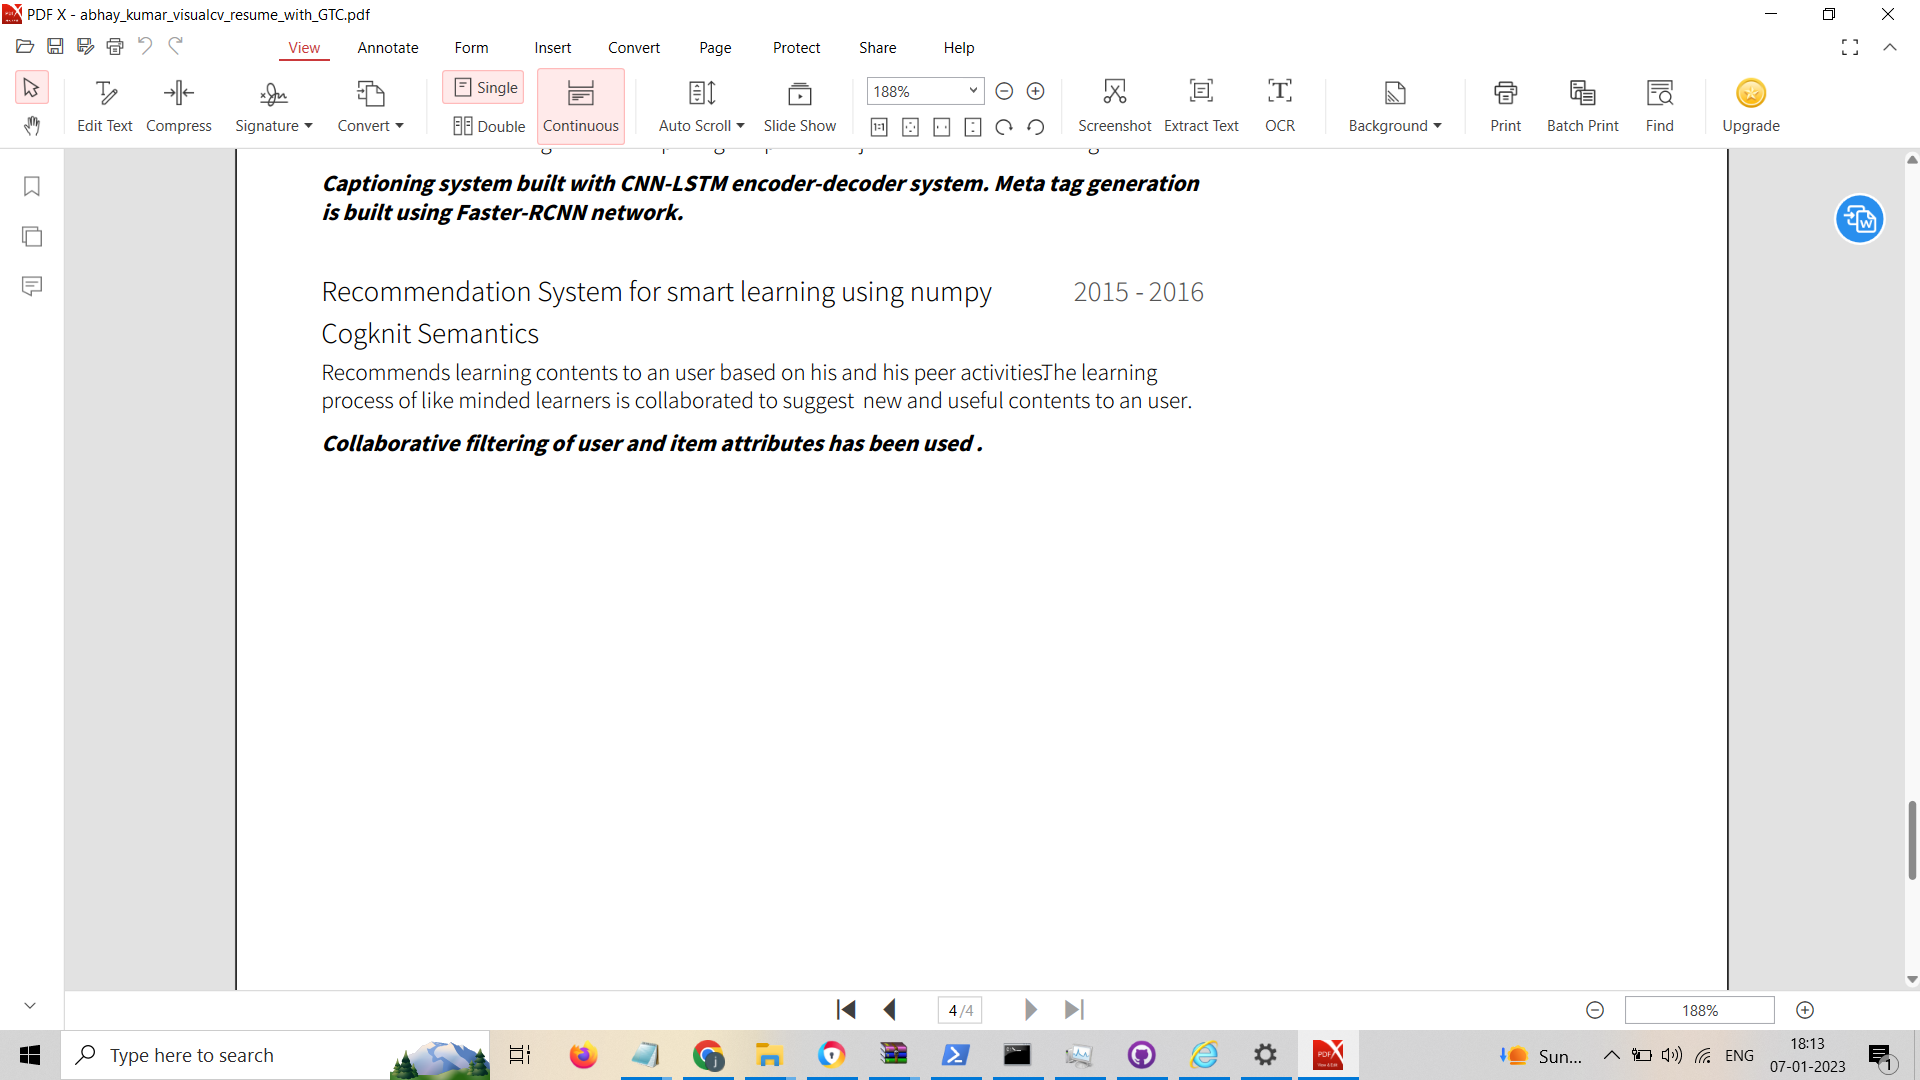 PDF X - abhay_kumar_visualcv_resume_with_GTC.pdf
View Annotate Form Insert Convert Page Protect Share Help
Single
188%
Double
Edit Text Compress Signature Convert Continuous Auto Scroll Slide Show Screenshot Extract Text OCR Background Print Batch Print Find Upgrade
Captioning system built with CNN-LSTM encoder-decoder system. Meta tag generation
is built using Faster-RCNN network.
Recommendation System for smart learning using numpy 2015 - 2016
Cogknit Semantics
Recommends learning contents to an user based on his and his peer activities.The learning
process of like minded learners is collaborated to suggest new and useful contents to an user.
Collaborative filtering of user and item attributes has been used .
4 /4
188%
Type here to search
Sun...
ENG
18:13
07-01-2023
1